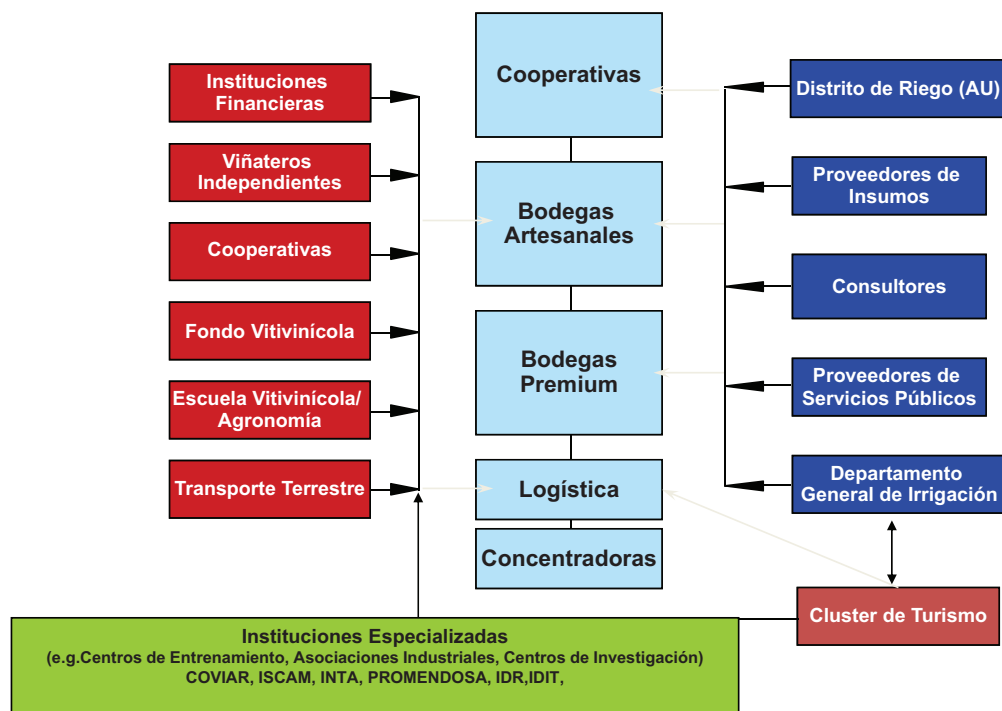 Instituciones
Financieras
Viñateros
Independientes
Cooperativas
Fondo Vitivinícola
Escuela Vitivinícola/
Agronomía
Transporte Terrestre
Cooperativas
Bodegas
Artesanales
Bodegas
Premium
Logística
Concentradoras
Distrito de Riego (AU)
Proveedores de
Insumos
Consultores
Proveedores de
Servicios Públicos
Departamento
General de Irrigación
Cluster de Turismo
Instituciones Especializadas
(e.g.Centros de Entrenamiento, Asociaciones Industriales, Centros de Investigación)
COVIAR, ISCAM, INTA, PROMENDOSA, IDR,IDIT,